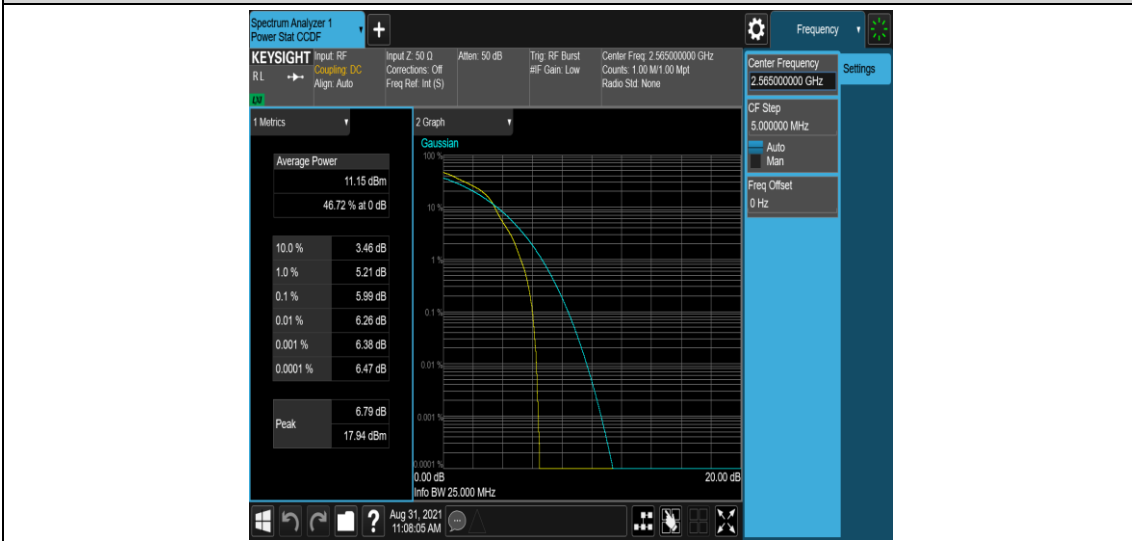 Spectrum Analyzer 1
Power Stat CCDF
+
Frequency
KEYSIGHT
RL
Input: RF
Coupling: DC
Align: Auto
Input Z: 50 Ω
Corrections: Off
Freq Ref: Int (S)
Atten: 50 dB
Trig: RF Burst
#IF Gain: Low
Center Freq: 2.565000000 GHz
Counts: 1.00 M/1.00 Mpt
Radio Std: None
Center Frequency
2.565000000 GHz
Settings
CF Step
5.000000 MHz
Auto
Man
Freq Offset
0 Hz
1 Metrics
Average Power
11.15 dBm
46.72 % at 0 dB
10.0 % 3.46 dB
1.0 % 5.21 dB
0.1 % 5.99 dB
0.01 % 6.26 dB
0.001 % 6.38 dB
0.0001 % 6.47 dB
Peak
6.79 dB
17.94 dBm
2 Graph
Gaussian
100 %
10 %
1 %
0.1 %
0.01 %
0.001 %
0.0001 %
0.00 dB
20.00 dB
Info BW 25.000 MHz
?
Aug 31, 2021
11:08:05 AM